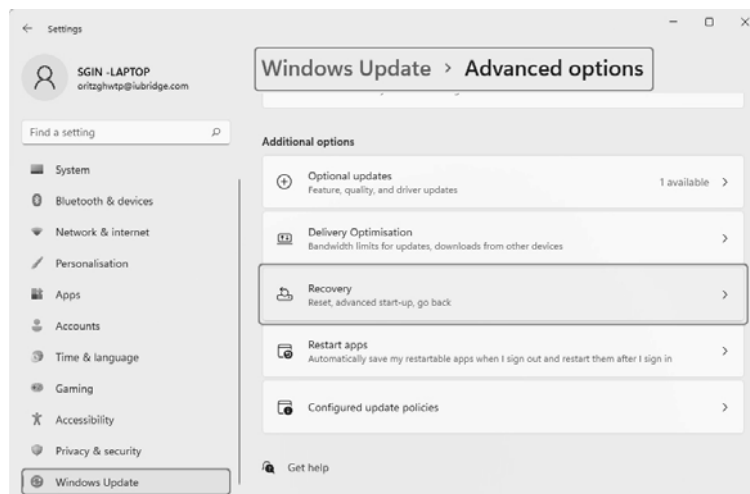 Settings
SGIN -LAPTOP
oritzghwtp@iubridge.com
Find a setting
System
Bluetooth & devices
Network & internet
Personalisation
Apps
Accounts
Time & language
Gaming
Accessibility
Privacy & security
Windows Update
Windows Update > Advanced options
Additional options
Optional updates
Feature, quality, and driver updates
1 available
Delivery Optimisation
Bandwidth limits for updates, downloads from other devices
Recovery
Reset, advanced start-up, go back
Restart apps
Automatically save my restartable apps when I sign out and restart them after I sign in
Configured update policies
Get help